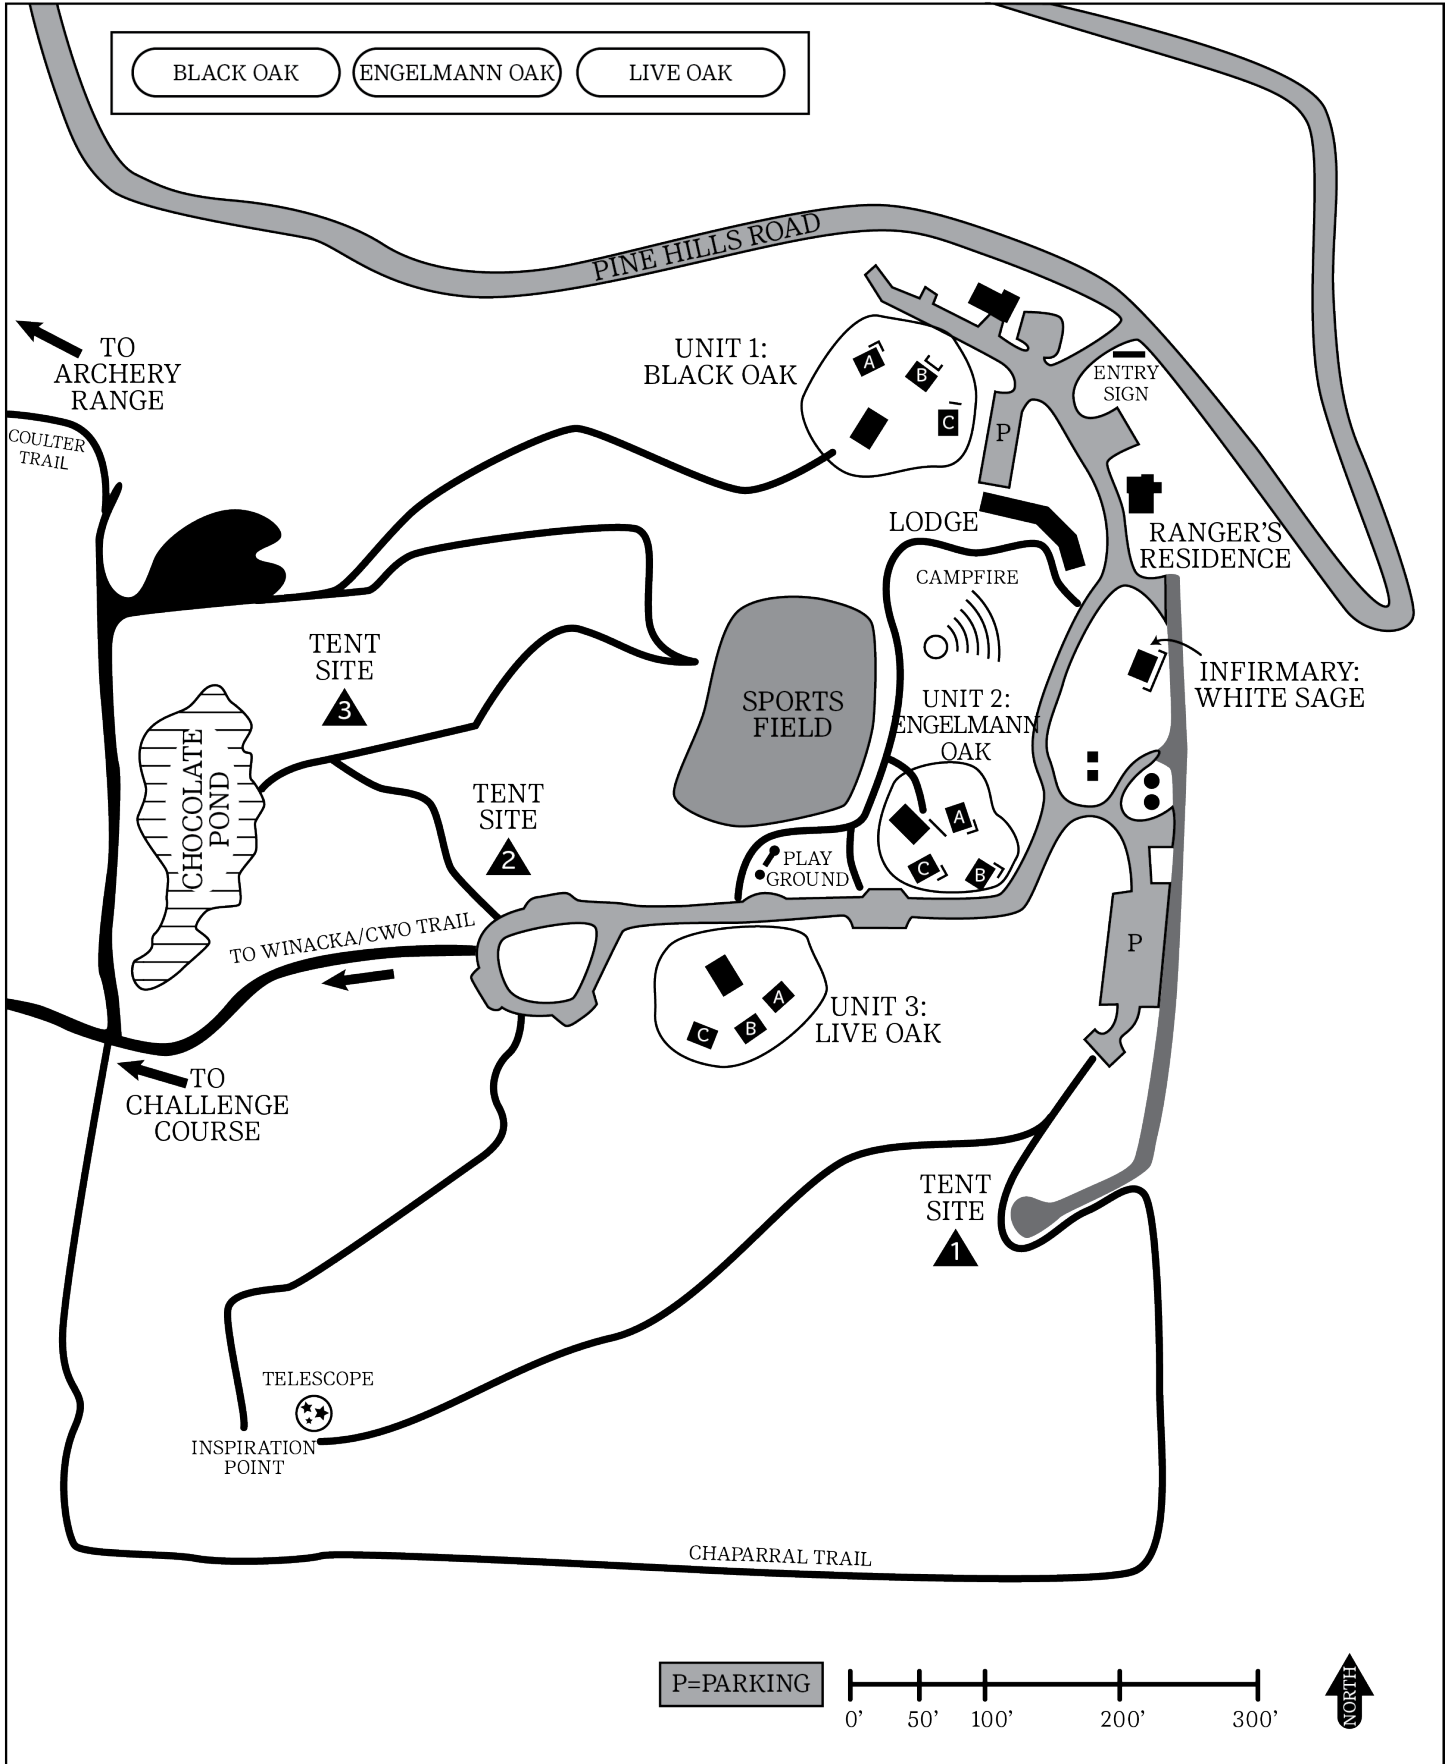 BLACK OAK
ENGELMANN OAK
LIVE OAK
PINE HILLS ROAD
TO
ARCHERY
RANGE
UNIT 1:
BLACK OAK
A
B
C
ENTRY
SIGN
P
COULTER
TRAIL
LODGE
RANGER'S
RESIDENCE
CAMPFIRE
TENT
SITE
3
INFIRMARY:
WHITE SAGE
SPORTS
FIELD
UNIT 2:
ENGELMANN
OAK
A
B
C
CHOCOLATE
POND
TENT
SITE
2
PLAY
GROUND
TO WINACKA/CWO TRAIL
P
UNIT 3:
LIVE OAK
A
B
C
TO
CHALLENGE
COURSE
TENT
SITE
1
TELESCOPE
INSPIRATION
POINT
CHAPARRAL TRAIL
P=PARKING
0' 50' 100' 200' 300'
NORTH